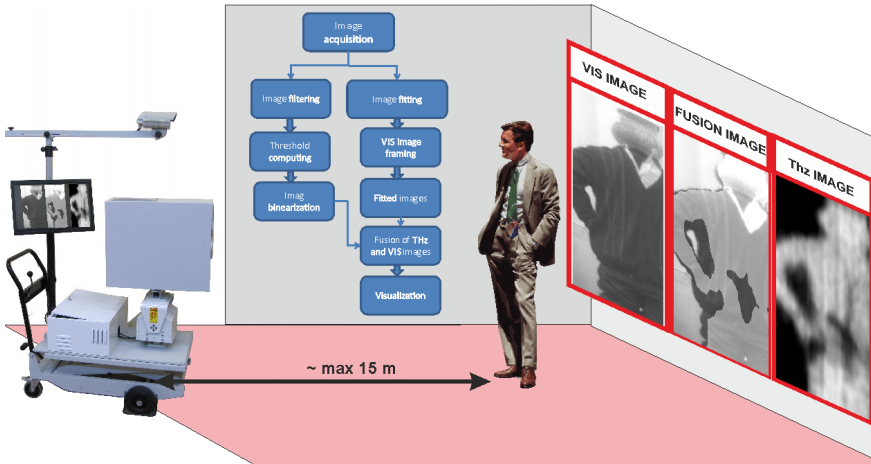 Image
acquisition
Image filtering
Image fitting
Threshold
computing
VIS Image
framing
Imag
binearization
Fitted images
Fusion of THz
and VIS images
Visualization
VIS IMAGE
FUSION IMAGE
Thz IMAGE
~ max 15 m